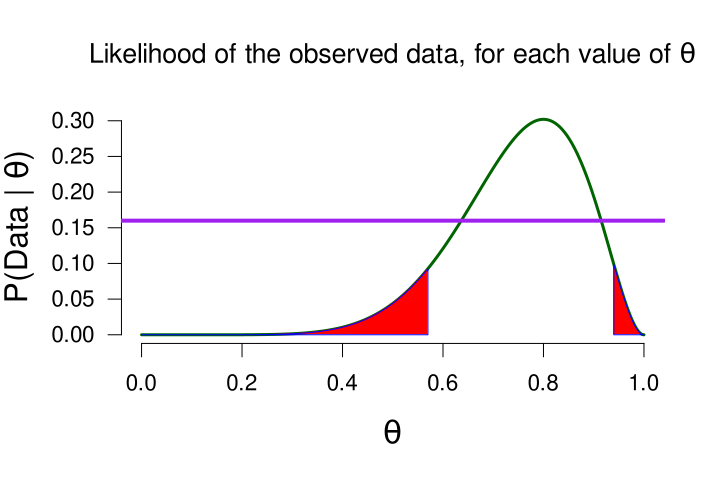 Likelihood of the observed data, for each value of θ
P(Data | θ)
0.30
0.25
0.20
0.15
0.10
0.05
0.00
0.0 0.2 0.4 0.6 0.8 1.0
θ